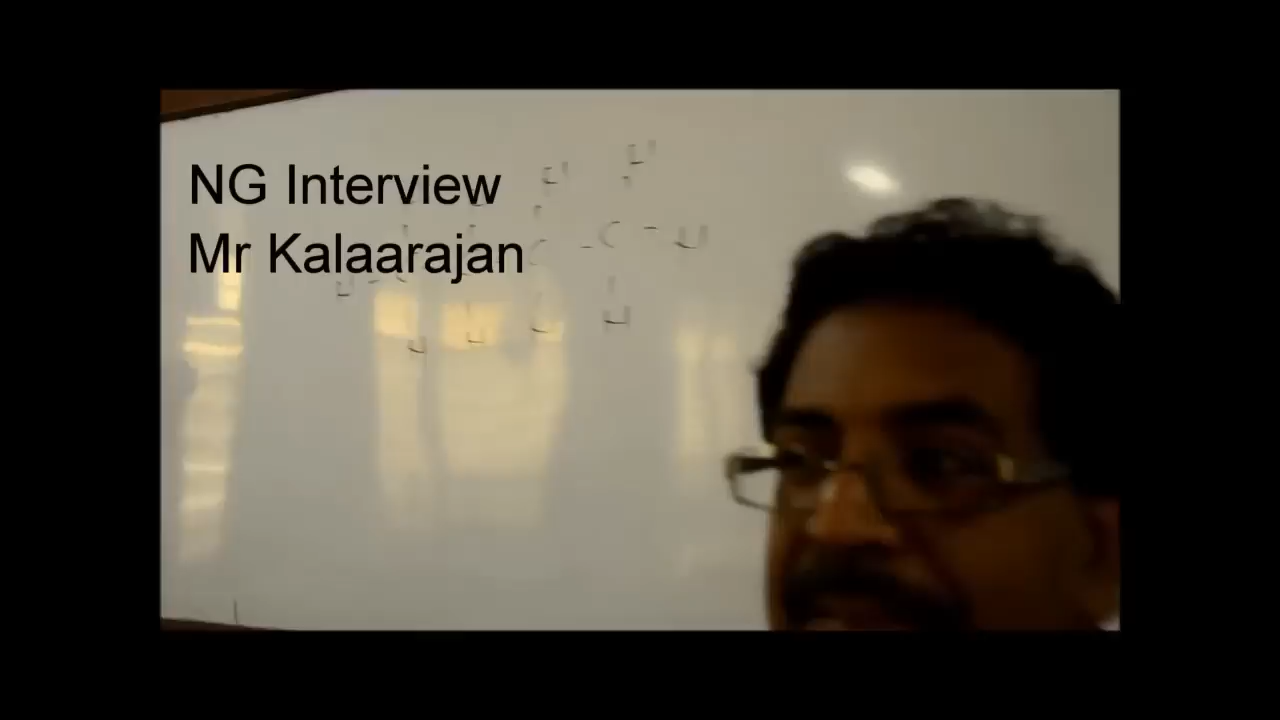 NG Interview
Mr Kalaarajan
H H
C - C - H
H H H H